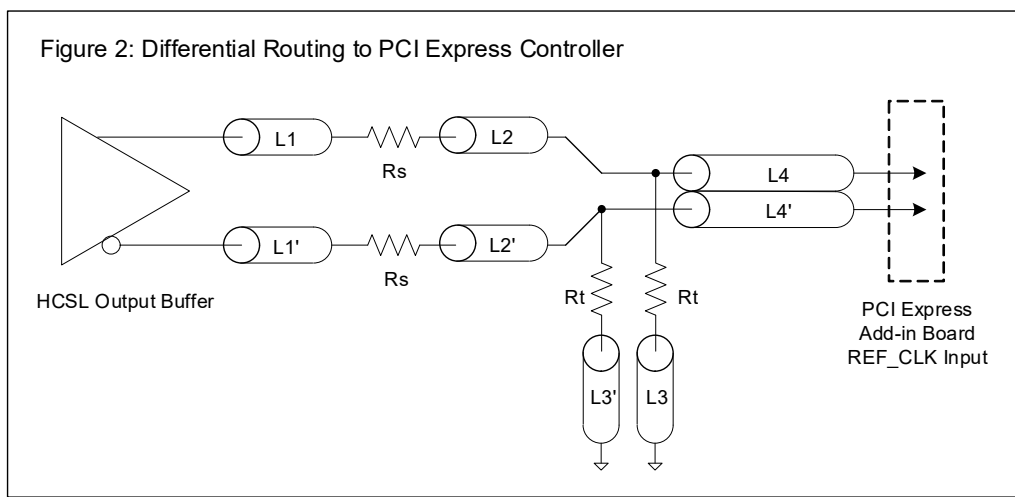 Figure 2: Differential Routing to PCI Express Controller
L1
Rs
L2
L4
L4'
L1'
Rs
L2'
HCSL Output Buffer
Rt
Rt
L3'
L3
PCI Express
Add-in Board
REF_CLK Input